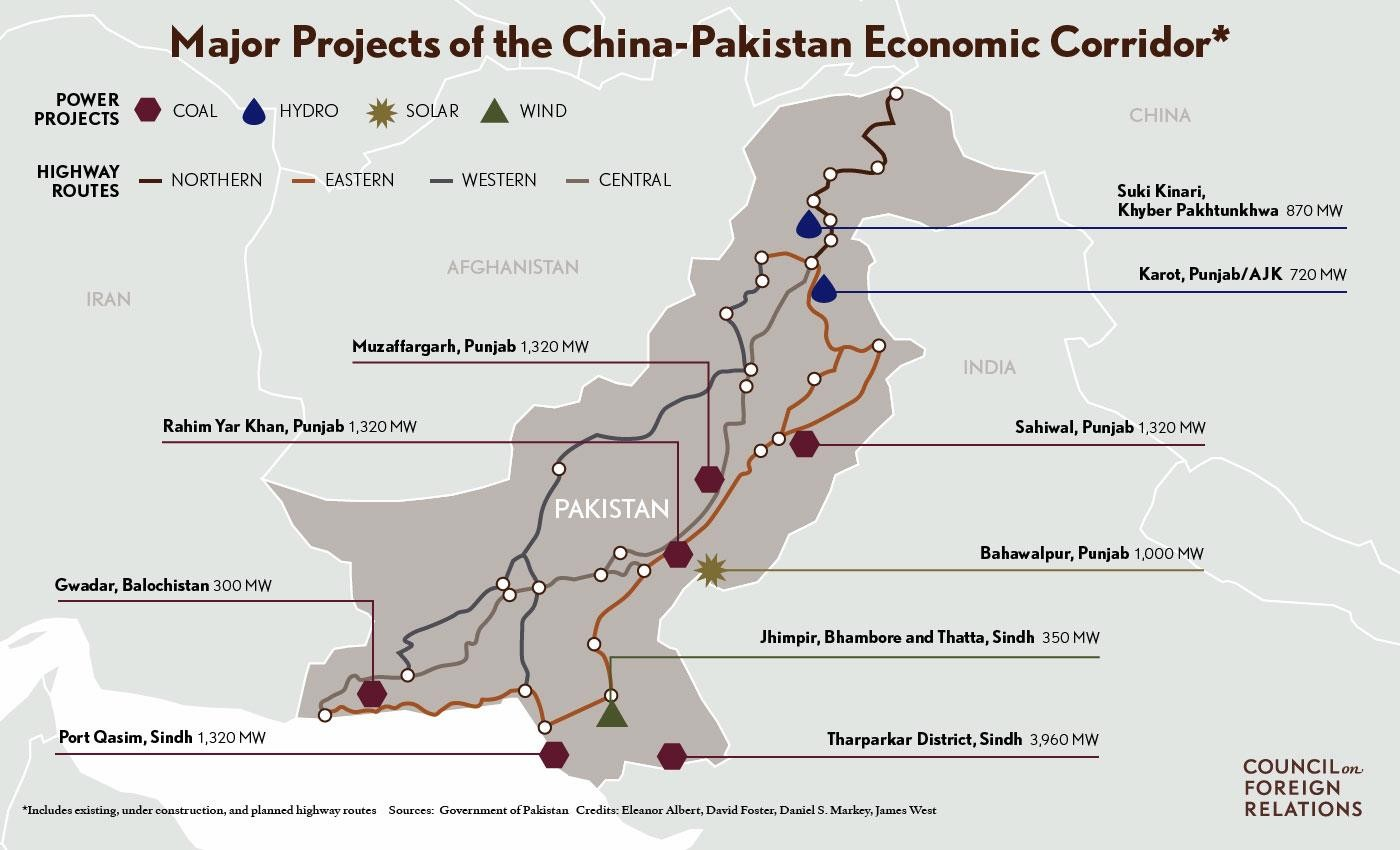 Major Projects of the China-Pakistan Economic Corridor*
POWER
PROJECTS
COAL
HYDRO
SOLAR
WIND
HIGHWAY
ROUTES
NORTHERN
EASTERN
WESTERN
CENTRAL
CHINA
Suki Kinari,
Khyber Pakhtunkhwa 870 MW
AFGHANISTAN
Karot, Punjab/AJK 720 MW
IRAN
Muzaffargarh, Punjab 1,320 MW
INDIA
Rahim Yar Khan, Punjab 1,320 MW
Sahiwal, Punjab 1,320 MW
PAKISTAN
Bahawalpur, Punjab 1,000 MW
Gwadar, Balochistan 300 MW
Jhimpir, Bhambore and Thatta, Sindh 350 MW
Port Qasim, Sindh 1,320 MW
Tharparkar District, Sindh 3,960 MW
COUNCIL on
FOREIGN
RELATIONS
*Includes existing, under construction, and planned highway routes Sources: Government of Pakistan Credits: Eleanor Albert, David Foster, Daniel S. Markey, James West